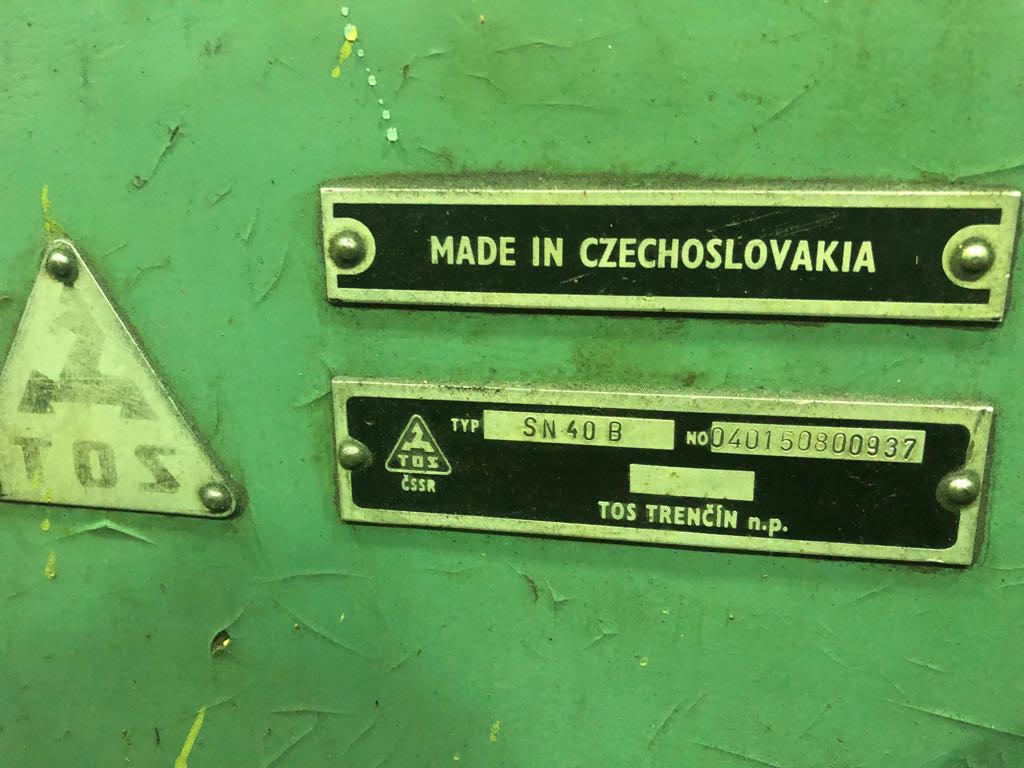 MADE IN CZECHOSLOVAKIA
TOS
TYP SN 40 B NO 040150800937
TOS
ČSSR
TOS TRENČÍN n.p.